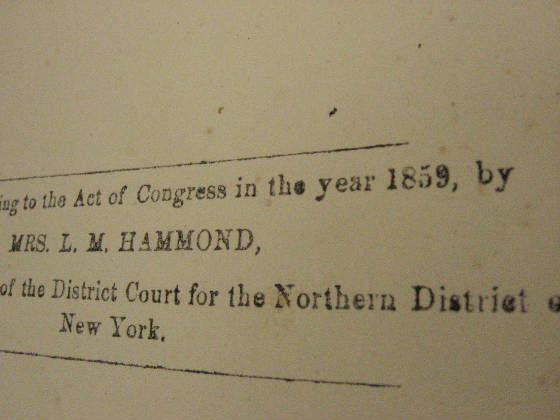 ing to the Act of Congress in the year 1859, by
MRS. L. M. HAMMOND,
of the District Court for the Northern District o
New York.